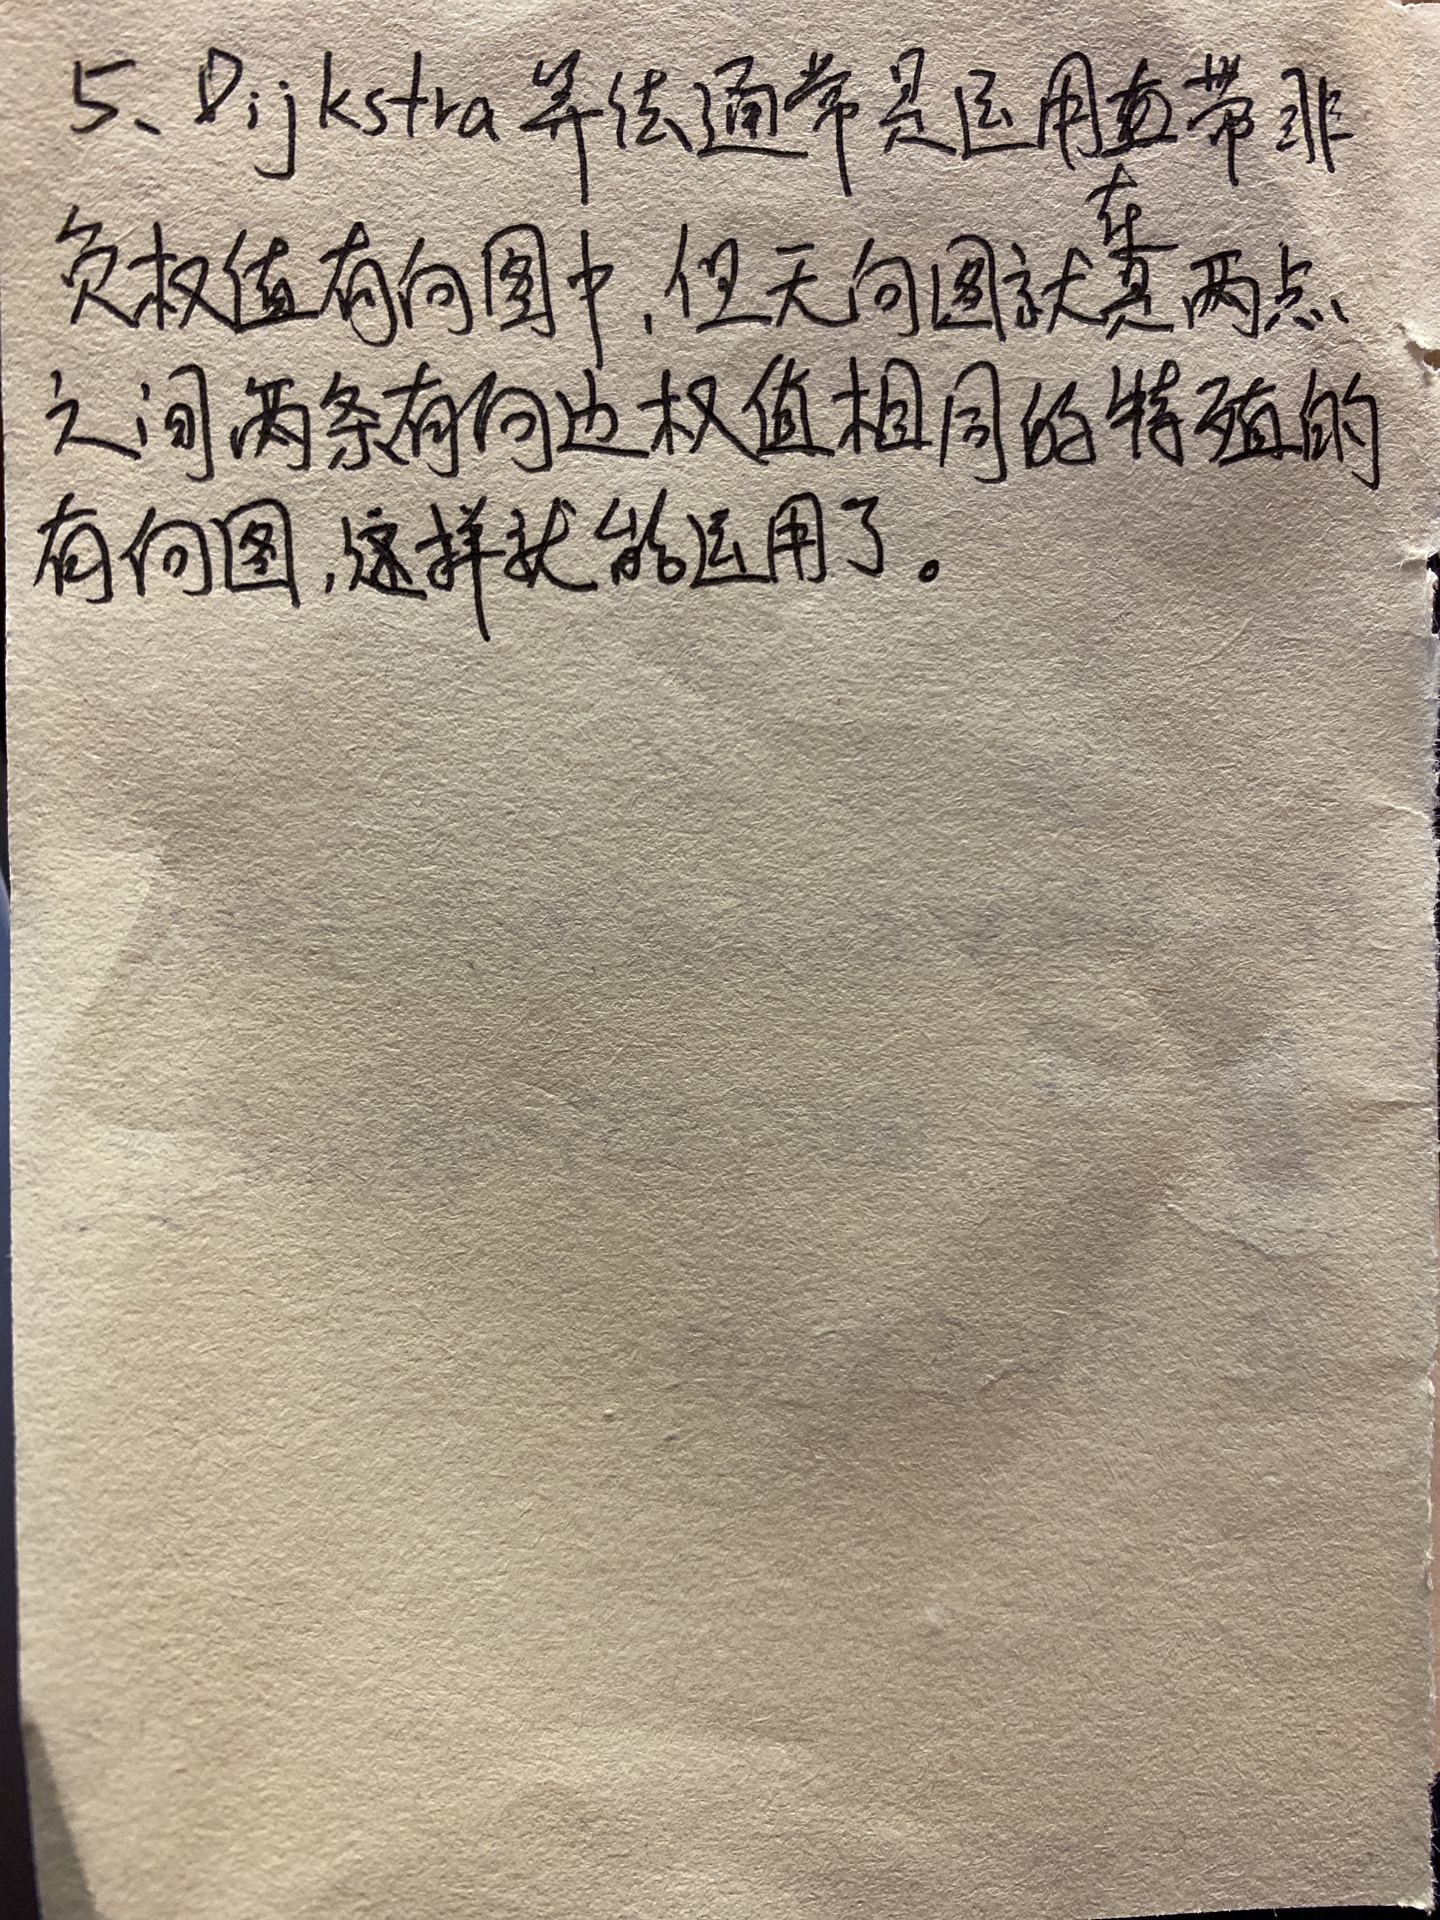 5、Dijkstra算法通常是运用在带非
负权值有向图中，但无向图就是在两点
之间两条有向边权值相同的特殊的
有向图，这样就能运用了。